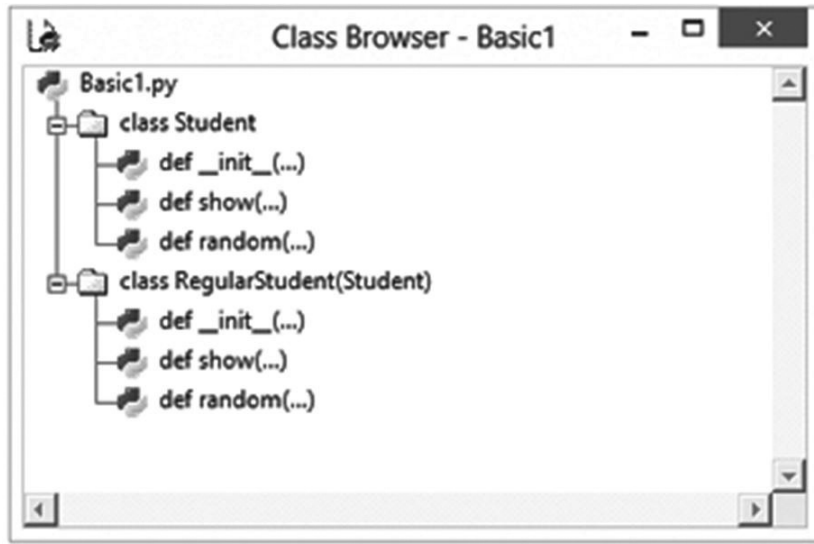 Class Browser - Basic1
Basic1.py
class Student
def __init__(...)
def show(...)
def random(...)
class RegularStudent(Student)
def __init__(...)
def show(...)
def random(...)